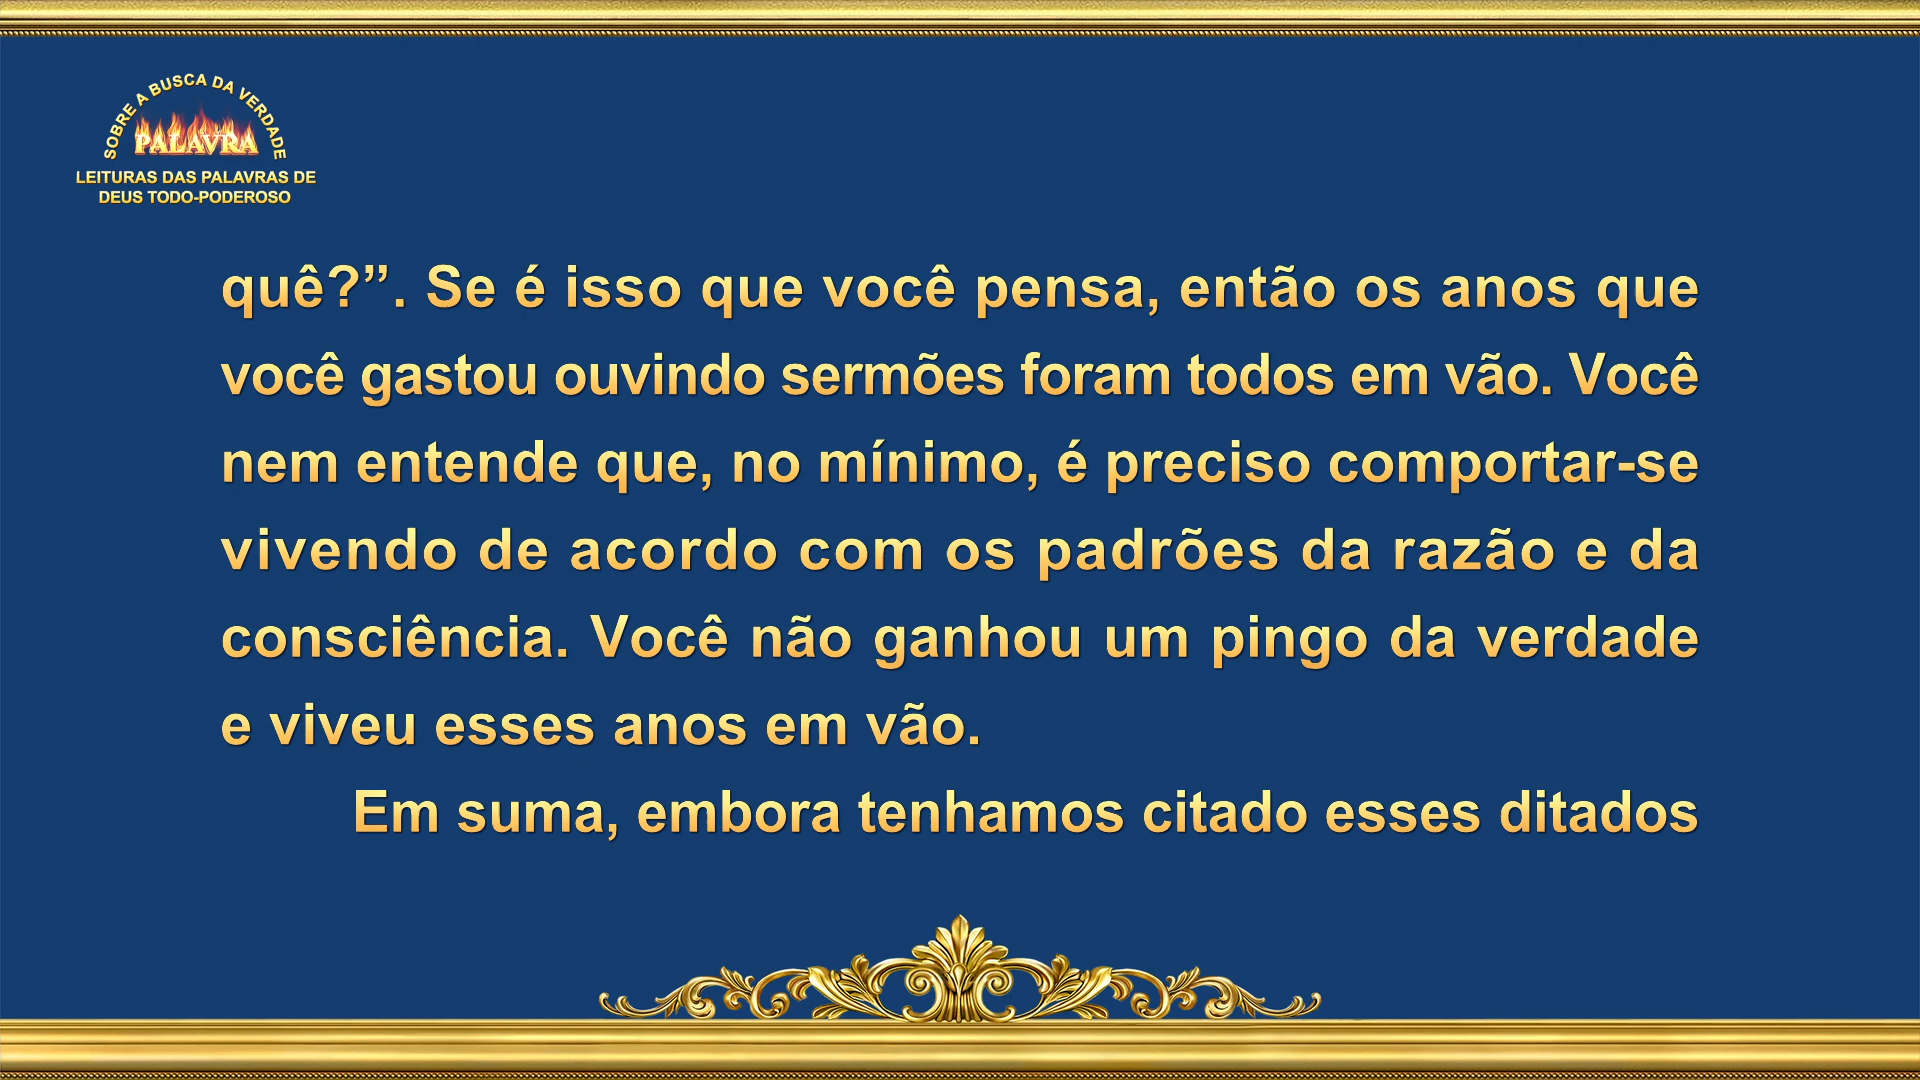 SOBRE A BUSCA DA VERDADE
PALAVRA
LEITURAS DAS PALAVRAS DE
DEUS TODO-PODEROSO
quê?”. Se é isso que você pensa, então os anos que
você gastou ouvindo sermões foram todos em vão. Você
nem entende que, no mínimo, é preciso comportar-se
vivendo de acordo com os padrões da razão e da
consciência. Você não ganhou um pingo da verdade
e viveu esses anos em vão.
Em suma, embora tenhamos citado esses ditados